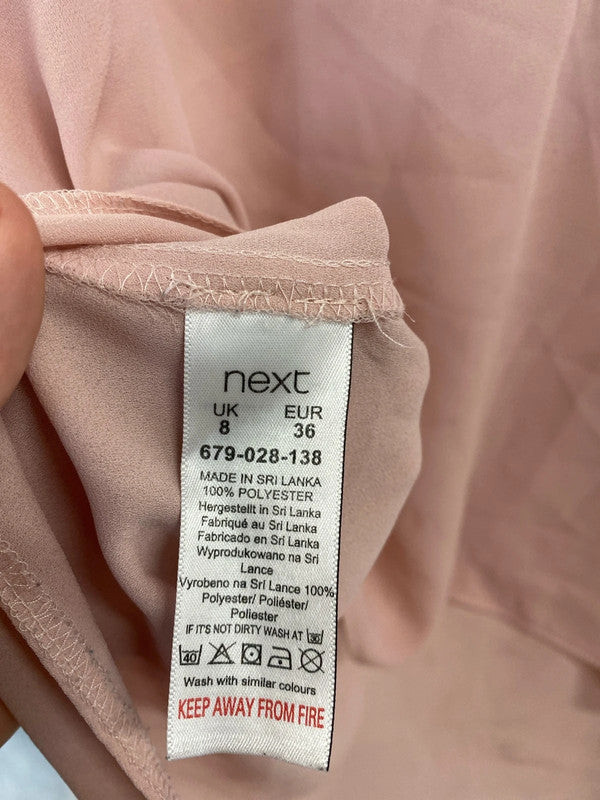 next
UK EUR
8 36
679-028-138
MADE IN SRI LANKA
100% POLYESTER
Hergestellt in Sri Lanka
Fabriqué au Sri Lanka
Fabricado en Sri Lanka
Wyprodukowano na Sri
Lance
Vyrobeno na Sri Lance 100%
Polyester/ Poliéster/
Poliester
IF IT'S NOT DIRTY WASH AT 30
40
Wash with similar colours
KEEP AWAY FROM FIRE